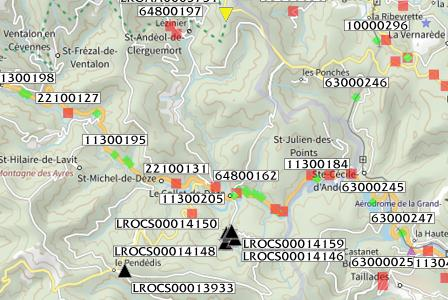 64800197
Lézinier
la Ribeyrette
10000296
la Vernarède
Ventalon en
Cévennes
St-Andéol-de-
Clerguemort
St-Frézal-de-
Ventalon
les Ponchés
11300198
63000246
22100127
11300195
St-Julien-des-
Points
11300184
St-Hilaire-de-Lavit
Montagne des Ayres
22100131
64800162
Ste-Cécile
d'And
St-Michel-de-Dèze
11300205
63000245
Aérodrome de la Grand-
LROCS00014150
63000247
la Haute
LROCS00014148
LROCS00014159
LROCS00014146
le Pendédis
63000025
Taillades
LROCS00013933